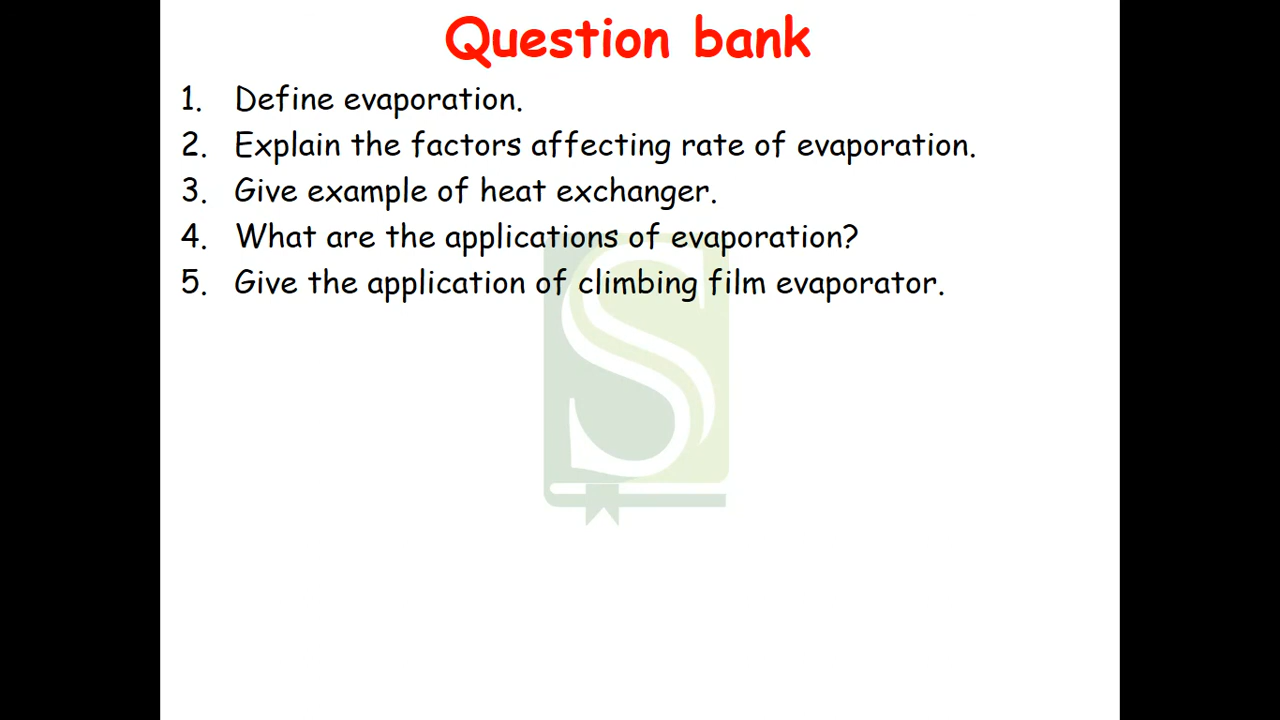 Question bank
1. Define evaporation.
2. Explain the factors affecting rate of evaporation.
3. Give example of heat exchanger.
4. What are the applications of evaporation?
5. Give the application of climbing film evaporator.